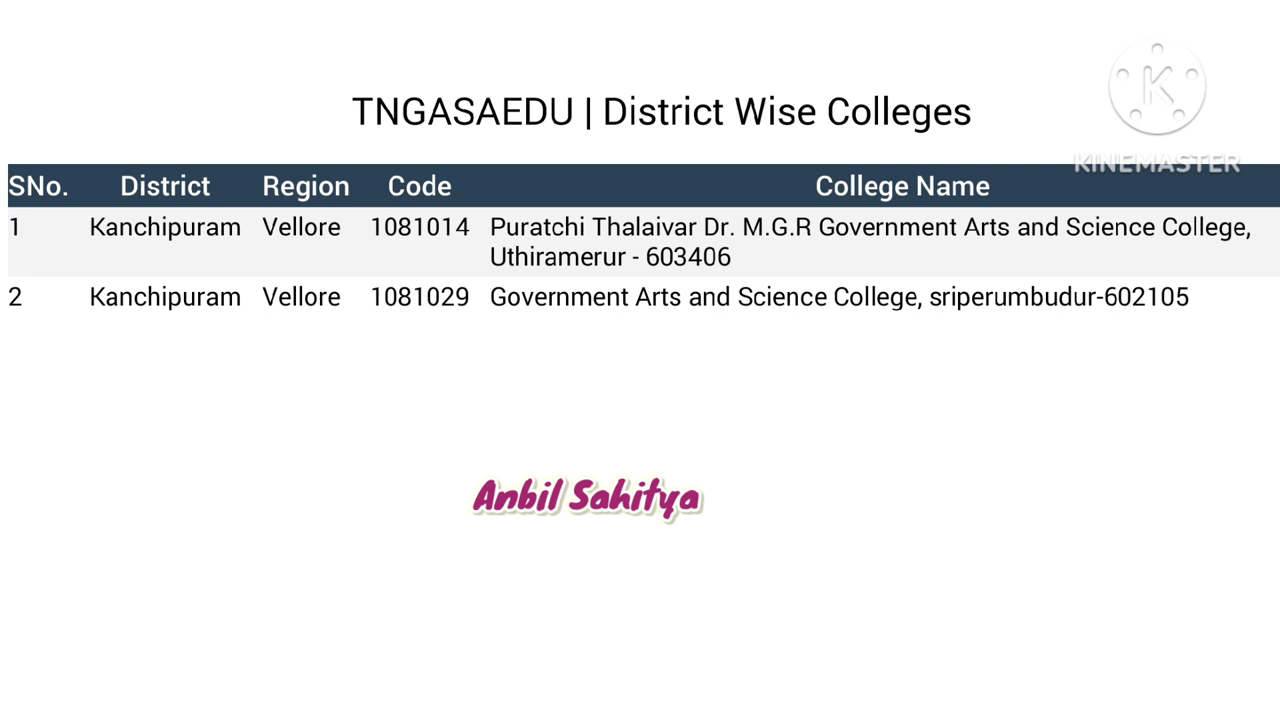 TNGASAEDU | District Wise Colleges
KINEMASTER
SNo. District Region Code College Name
1 Kanchipuram Vellore 1081014 Puratchi Thalaivar Dr. M.G.R Government Arts and Science College,
Uthiramerur - 603406
2 Kanchipuram Vellore 1081029 Government Arts and Science College, sriperumbudur-602105
Anbil Sahitya